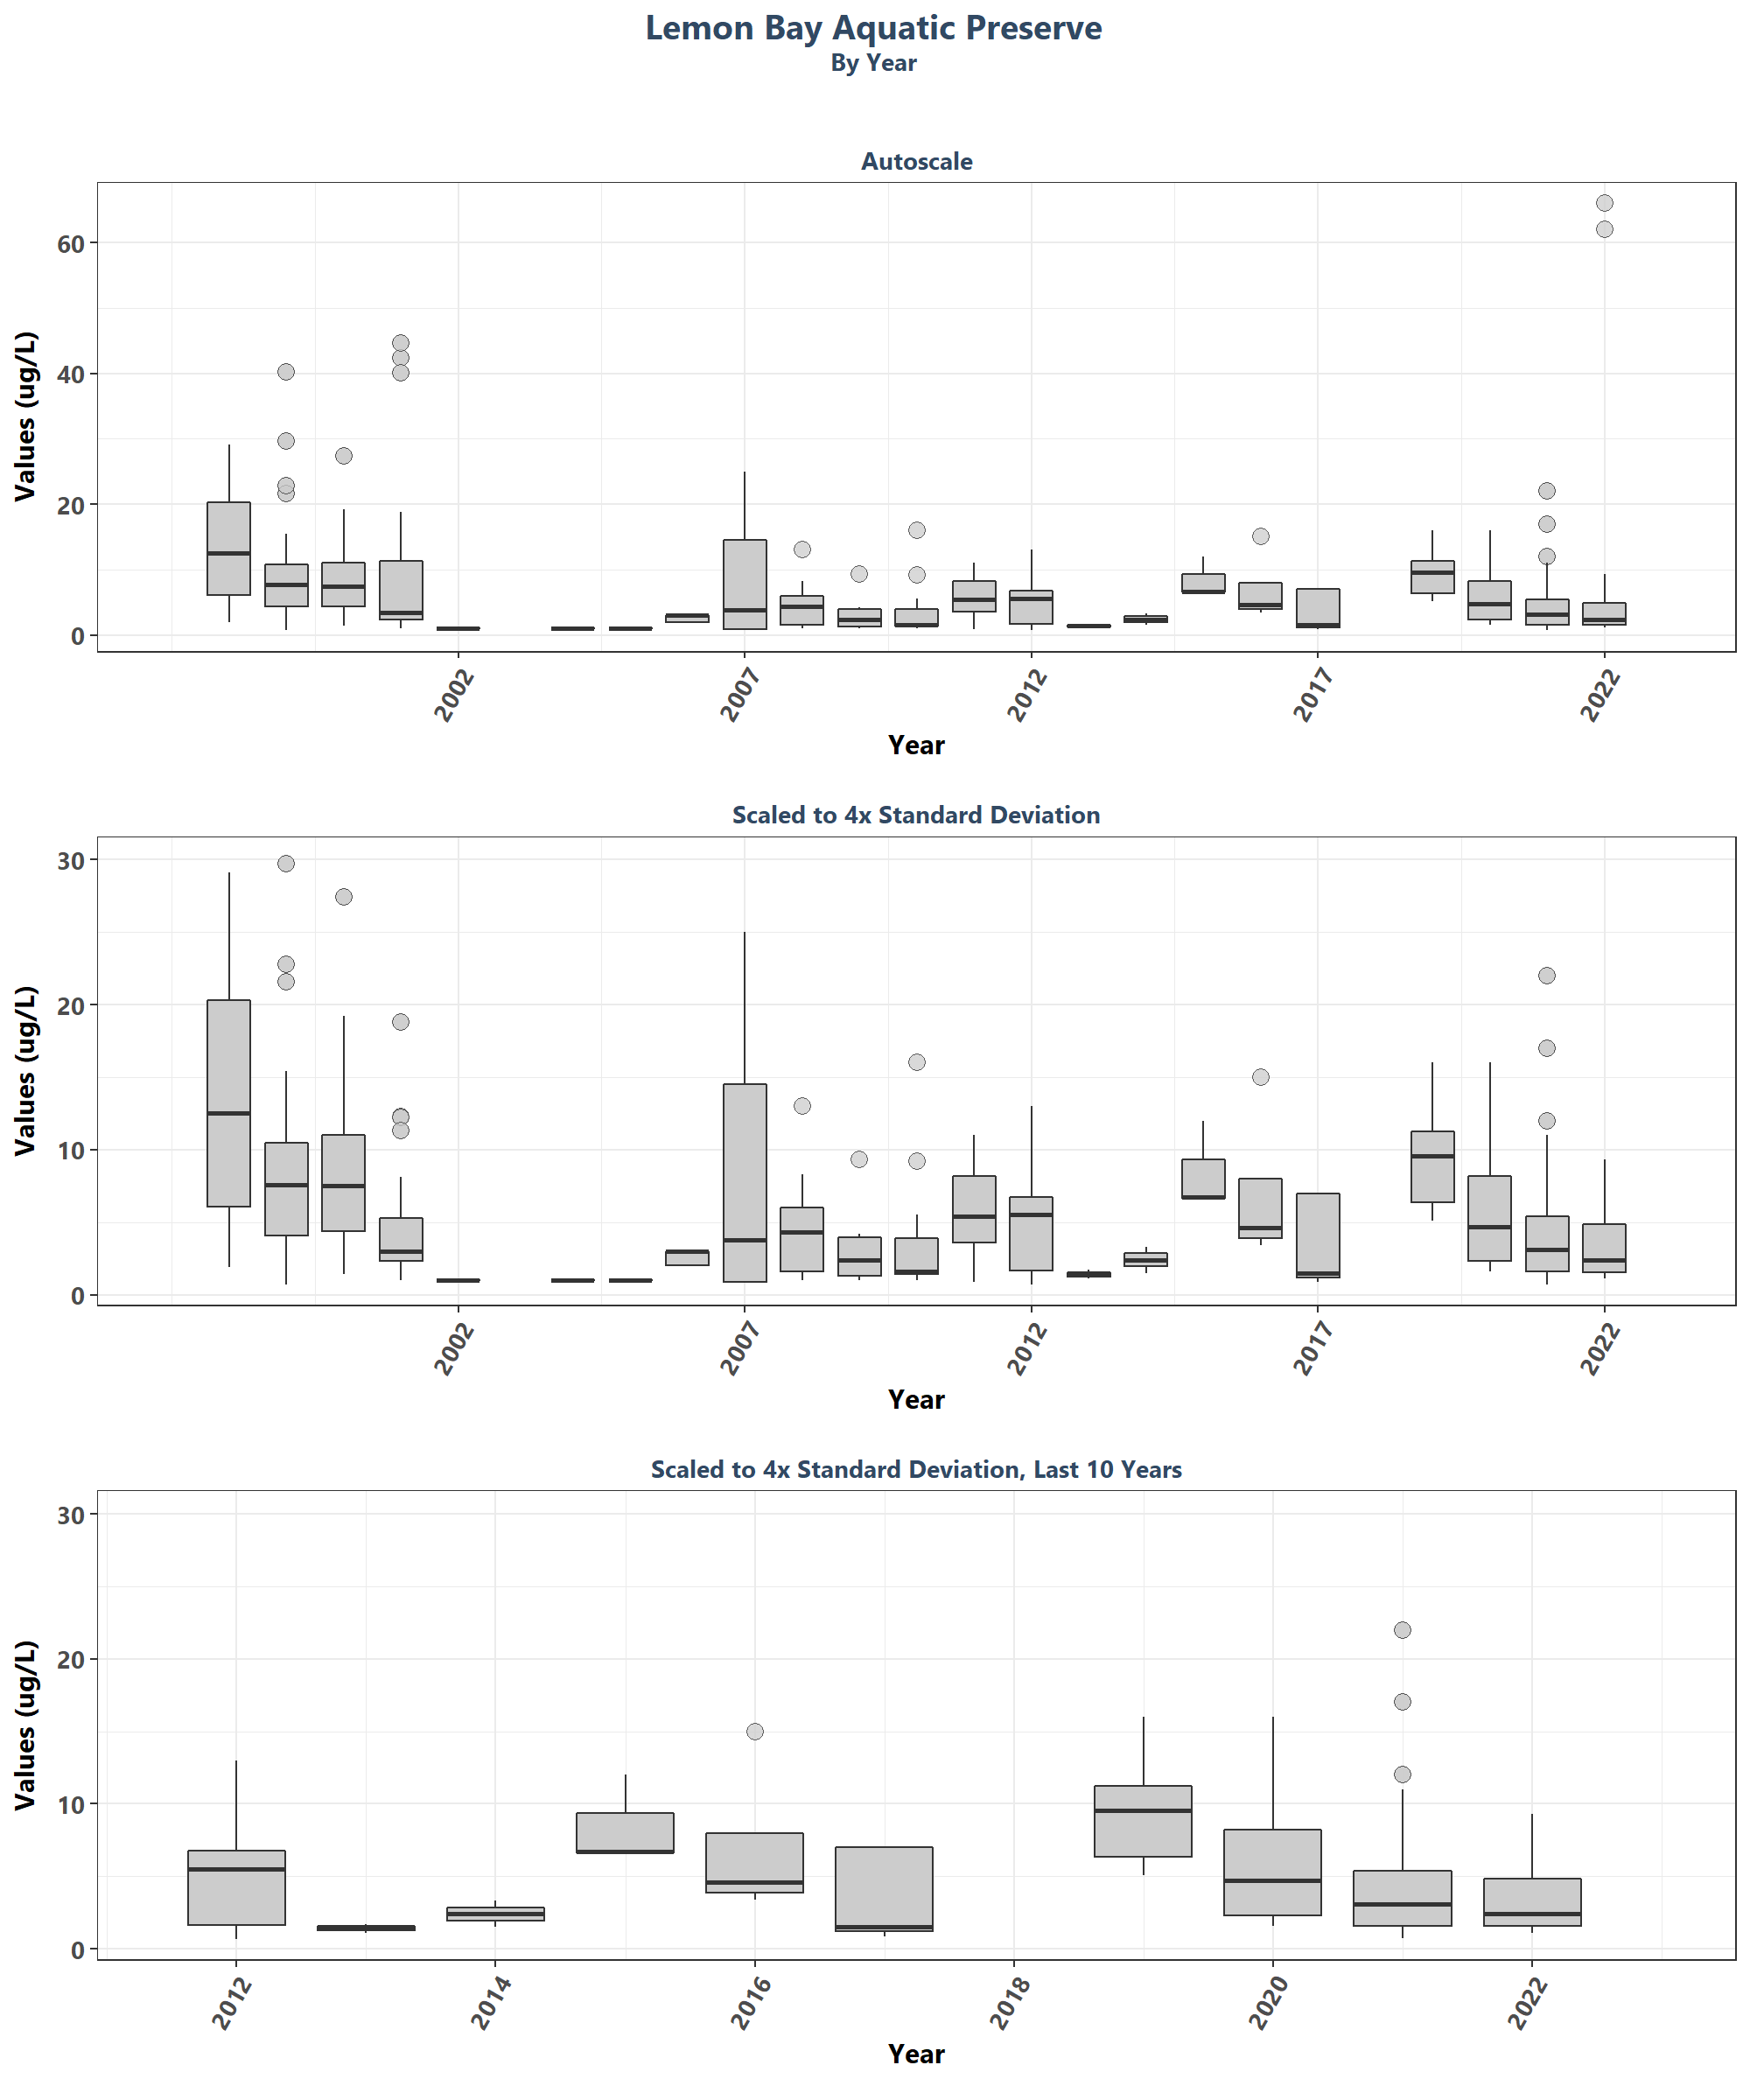 Lemon Bay Aquatic Preserve
By Year
Autoscale
Values (ug/L)
60
40
20
0
2002 2007 2012 2017 2022
Year
Scaled to 4x Standard Deviation
Values (ug/L)
30
20
10
0
2002 2007 2012 2017 2022
Year
Scaled to 4x Standard Deviation, Last 10 Years
Values (ug/L)
30
20
10
0
2012 2014 2016 2018 2020 2022
Year